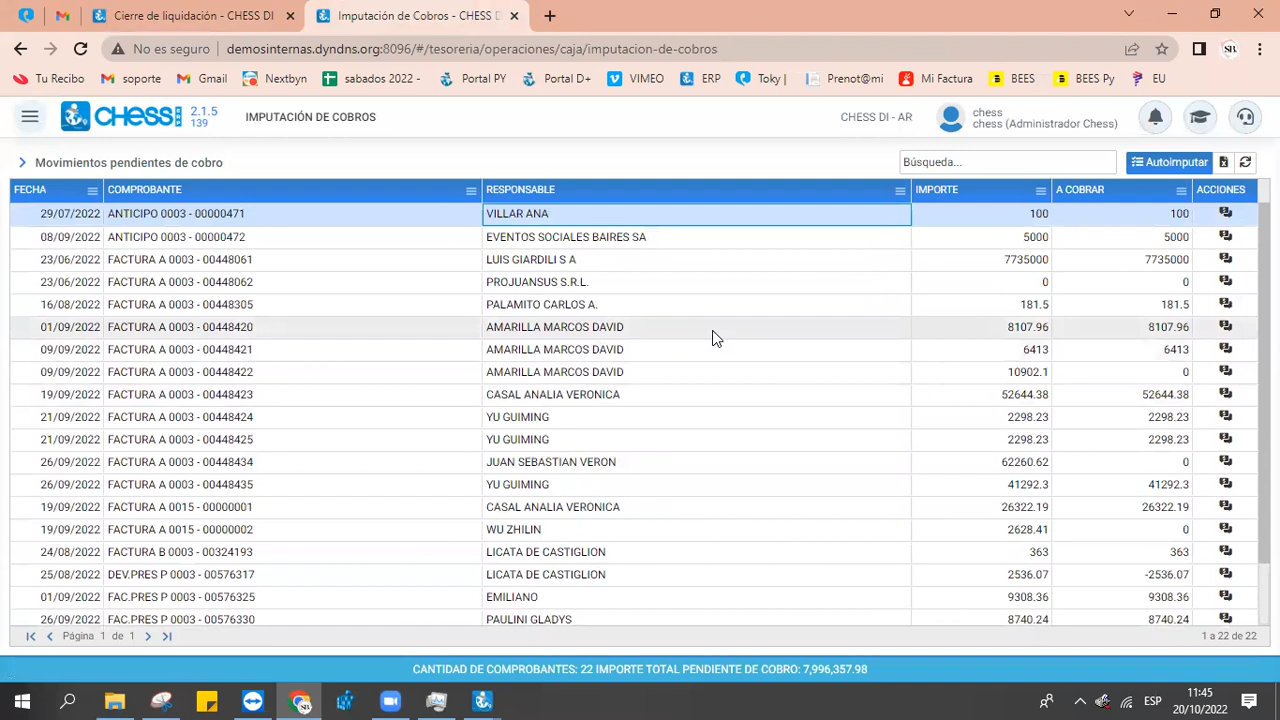 Cierre de liquidación - CHESS DI
Imputación de Cobros - CHESS D
No es seguro
demosinternas.dyndns.org:8096/#/tesoreria/operaciones/caja/imputacion-de-cobros
Tu Recibo
soporte
Gmail
Nextbyn
sabados 2022 -
Portal PY
Portal D+
VIMEO
ERP
Toky |
Prenot@mi
Mi Factura
BEES
BEES Py
EU
CHESS
2.1.5
139
IMPUTACIÓN DE COBROS
CHESS DI - AR
chess
chess (Administrador Chess)
Movimientos pendientes de cobro
Búsqueda...
Autoimputar
FECHA COMPROBANTE RESPONSABLE IMPORTE A COBRAR ACCIONES
29/07/2022 ANTICIPO 0003 - 00000471 VILLAR ANA 100 100
08/09/2022 ANTICIPO 0003 - 00000472 EVENTOS SOCIALES BAIRES SA 5000 5000
23/06/2022 FACTURA A 0003 - 00448061 LUIS GIARDILI S A 7735000 7735000
23/06/2022 FACTURA A 0003 - 00448062 PROJUANSUS S.R.L. 0 0
16/08/2022 FACTURA A 0003 - 00448305 PALAMITO CARLOS A. 181.5 181.5
01/09/2022 FACTURA A 0003 - 00448420 AMARILLA MARCOS DAVID 8107.96 8107.96
09/09/2022 FACTURA A 0003 - 00448421 AMARILLA MARCOS DAVID 6413 6413
09/09/2022 FACTURA A 0003 - 00448422 AMARILLA MARCOS DAVID 10902.1 0
19/09/2022 FACTURA A 0003 - 00448423 CASAL ANALIA VERONICA 52644.38 52644.38
21/09/2022 FACTURA A 0003 - 00448424 YU GUIMING 2298.23 2298.23
21/09/2022 FACTURA A 0003 - 00448425 YU GUIMING 2298.23 2298.23
26/09/2022 FACTURA A 0003 - 00448434 JUAN SEBASTIAN VERON 62260.62 0
26/09/2022 FACTURA A 0003 - 00448435 YU GUIMING 41292.3 41292.3
19/09/2022 FACTURA A 0015 - 00000001 CASAL ANALIA VERONICA 26322.19 26322.19
19/09/2022 FACTURA A 0015 - 00000002 WU ZHILIN 2628.41 0
24/08/2022 FACTURA B 0003 - 00324193 LICATA DE CASTIGLION 363 363
25/08/2022 DEV.PRES P 0003 - 00576317 LICATA DE CASTIGLION 2536.07 -2536.07
01/09/2022 FAC.PRES P 0003 - 00576325 EMILIANO 9308.36 9308.36
26/09/2022 FAC.PRES P 0003 - 00576330 PAULINI GLADYS 8740.24 8740.24
Página 1 de 1
1 a 22 de 22
CANTIDAD DE COMPROBANTES: 22 IMPORTE TOTAL PENDIENTE DE COBRO: 7,996,357.98
ESP
11:45
20/10/2022